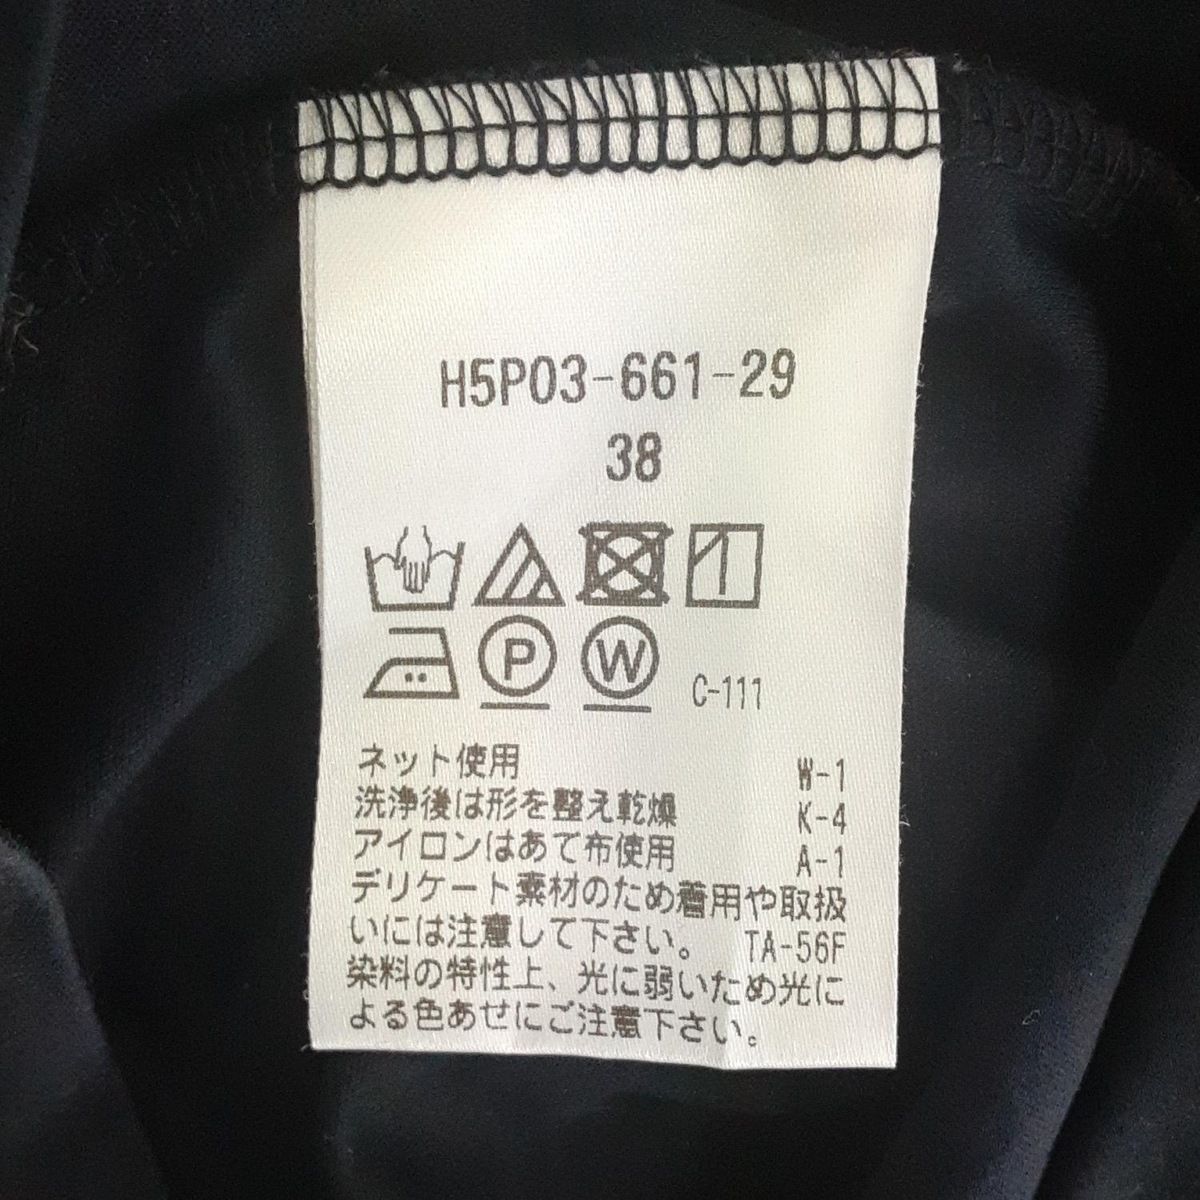 H5P03-661-29
38
P W C-111
ネット使用 W-1
洗浄後は形を整え乾燥 K-4
アイロンはあて布使用 A-1
デリケート素材のため着用や取扱
いには注意して下さい。 TA-56F
染料の特性上、光に弱いため光に
よる色あせにご注意下さい。